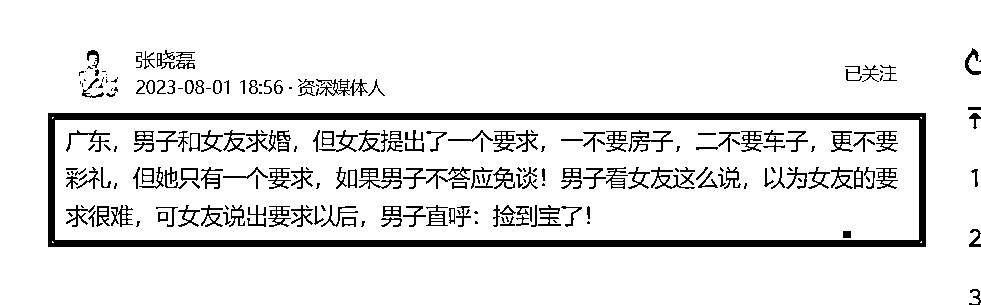 张晓磊
2023-08-01 18:56 · 资深媒体人
已关注
广东，男子和女友求婚，但女友提出了一个要求，一不要房子，二不要车子，更不要
彩礼，但她只有一个要求，如果男子不答应免谈！男子看女友这么说，以为女友的要
求很难，可女友说出要求以后，男子直呼：捡到宝了！
1
2
3